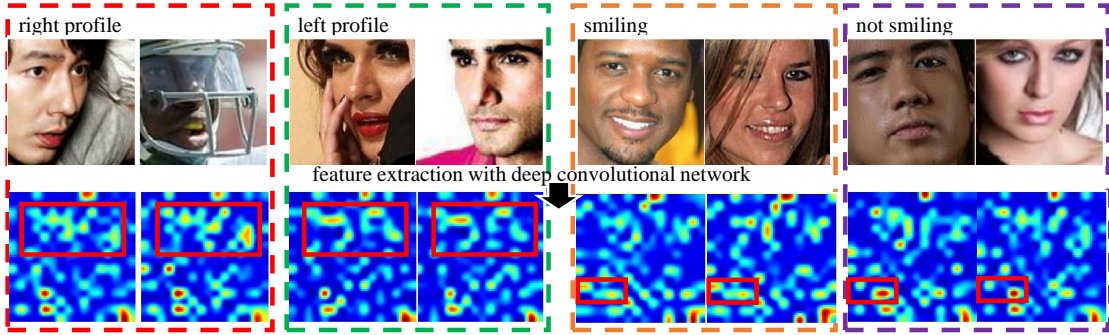 right profile
left profile
smiling
not smiling
feature extraction with deep convolutional network